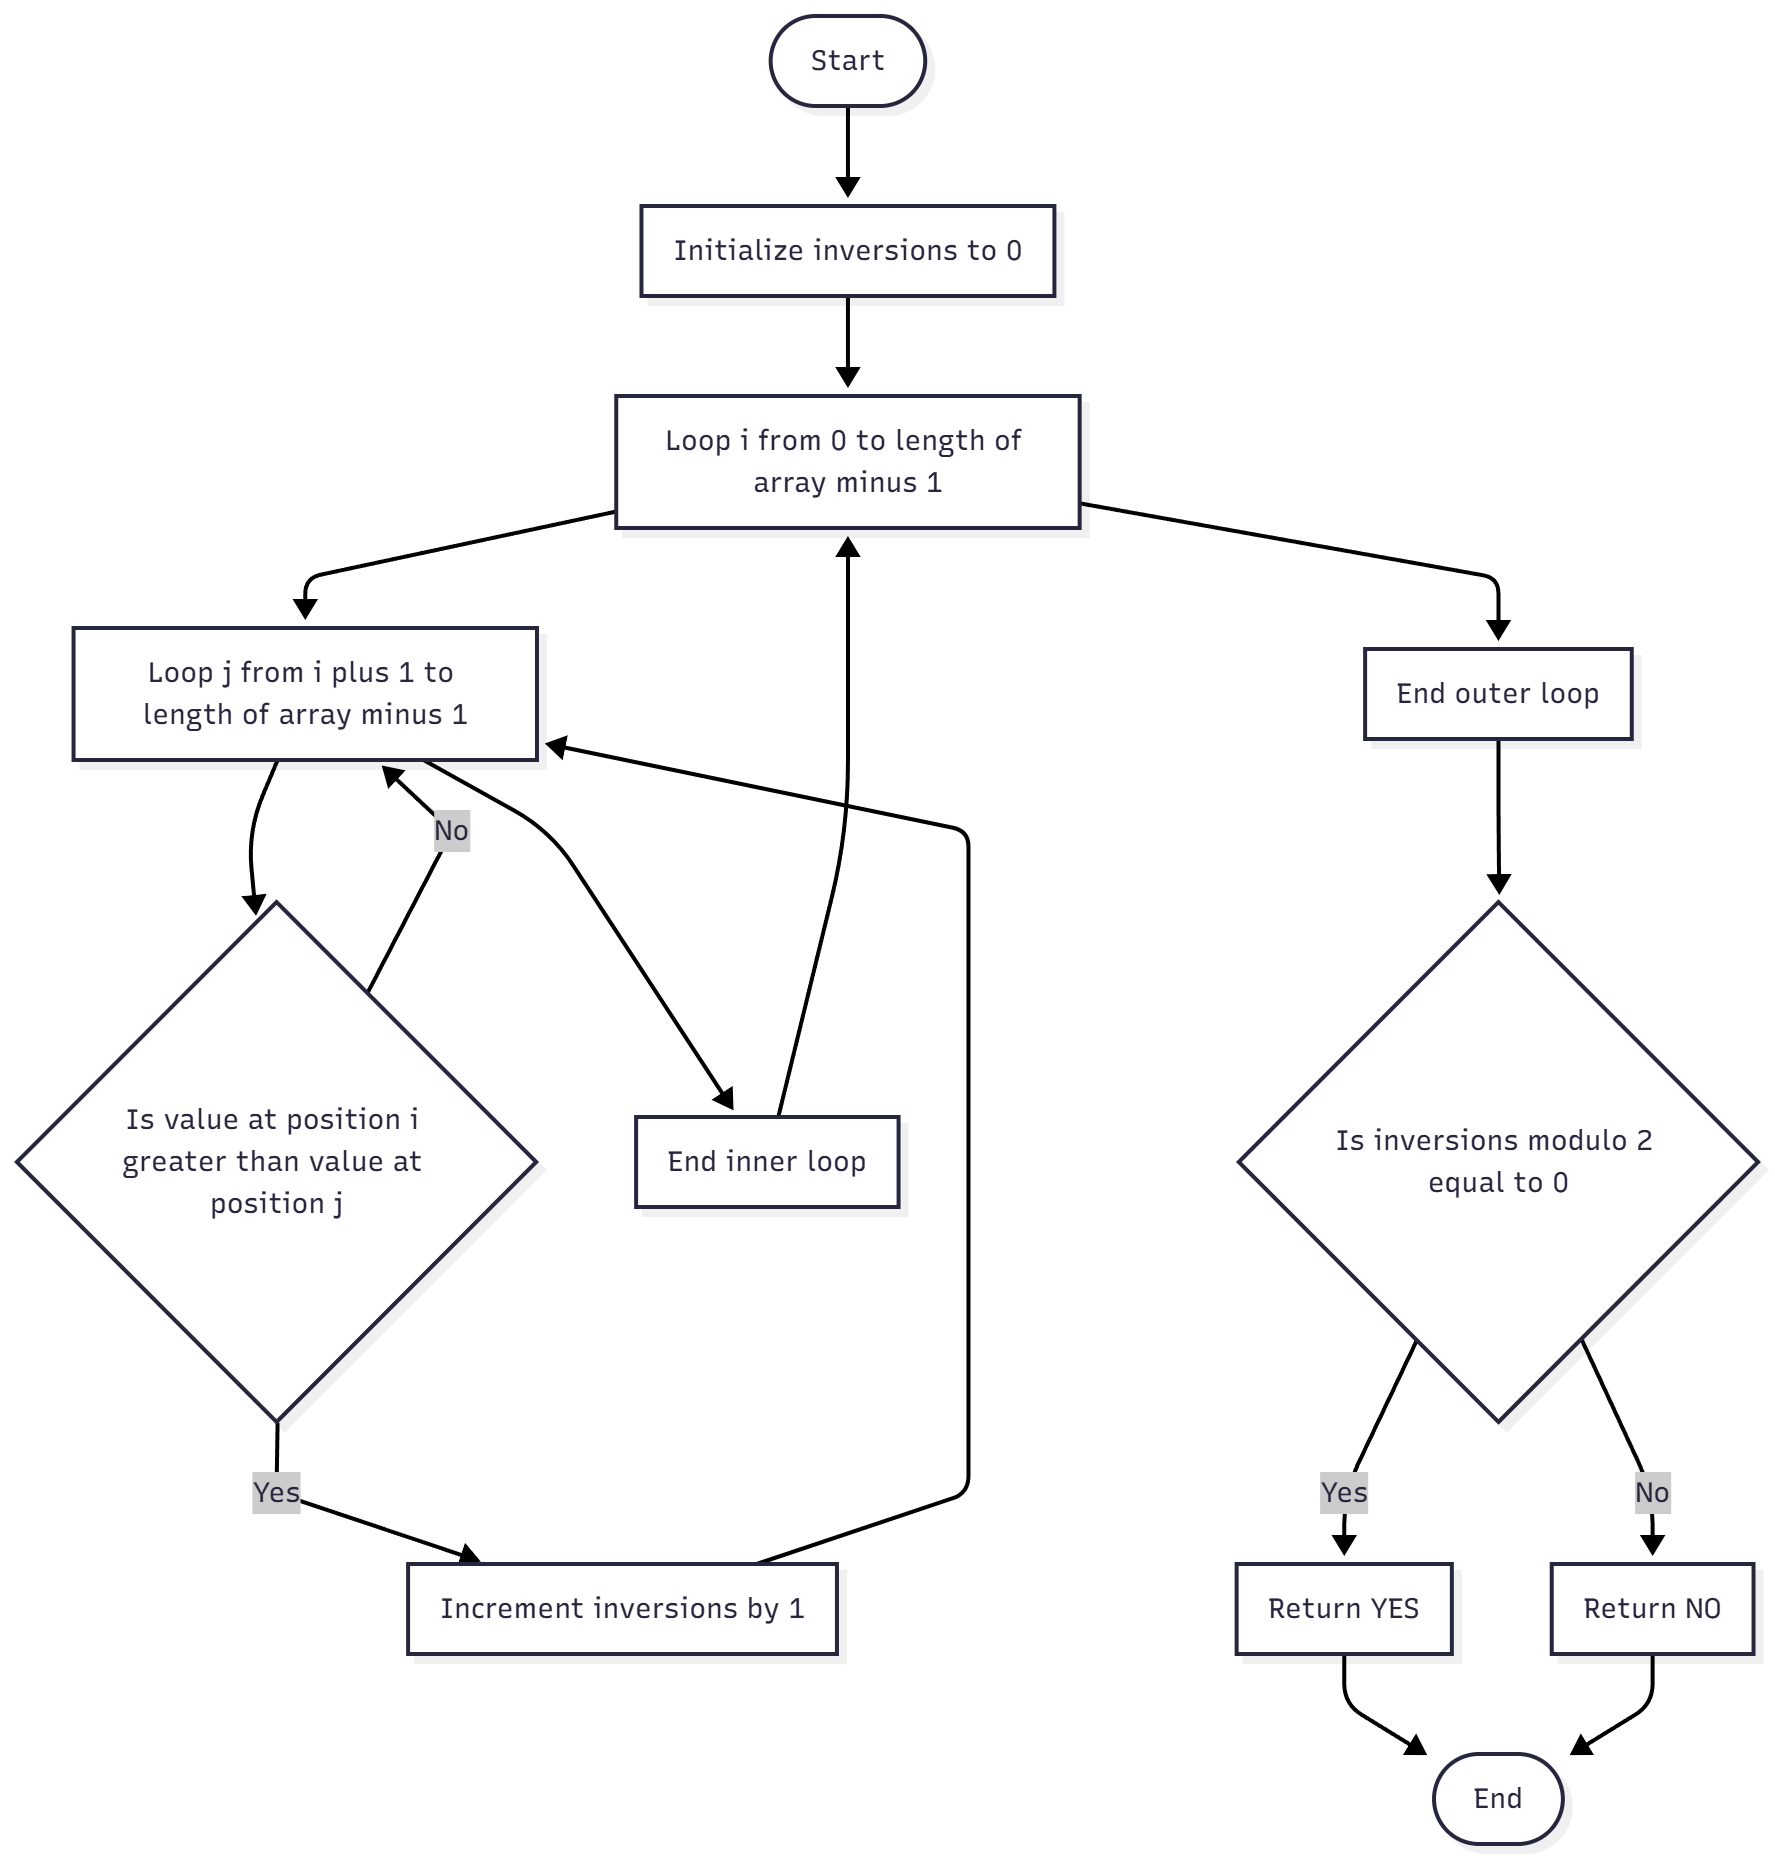 Start
Initialize inversions to 0
Loop i from 0 to length of
array minus 1
Loop j from i plus 1 to
length of array minus 1
End outer loop
No
Is value at position i
greater than value at
position j
End inner loop
Is inversions modulo 2
equal to 0
Yes
Yes
No
Increment inversions by 1
Return YES
Return NO
End